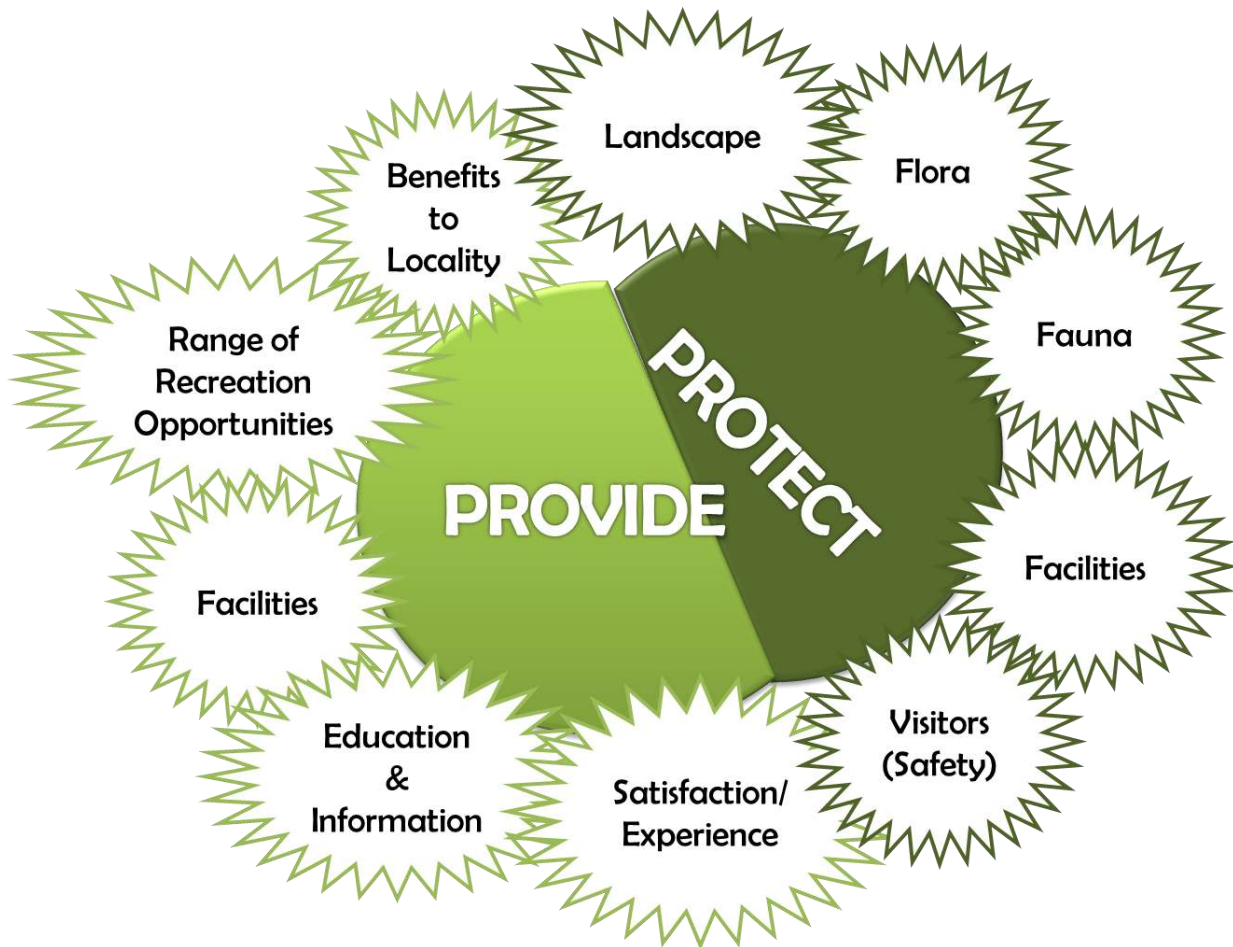 Landscape
Flora
Benefits
to
Locality
Fauna
Range of
Recreation
Opportunities
PROTECT
PROVIDE
Facilities
Facilities
Visitors
(Safety)
Education
&
Information
Satisfaction/
Experience